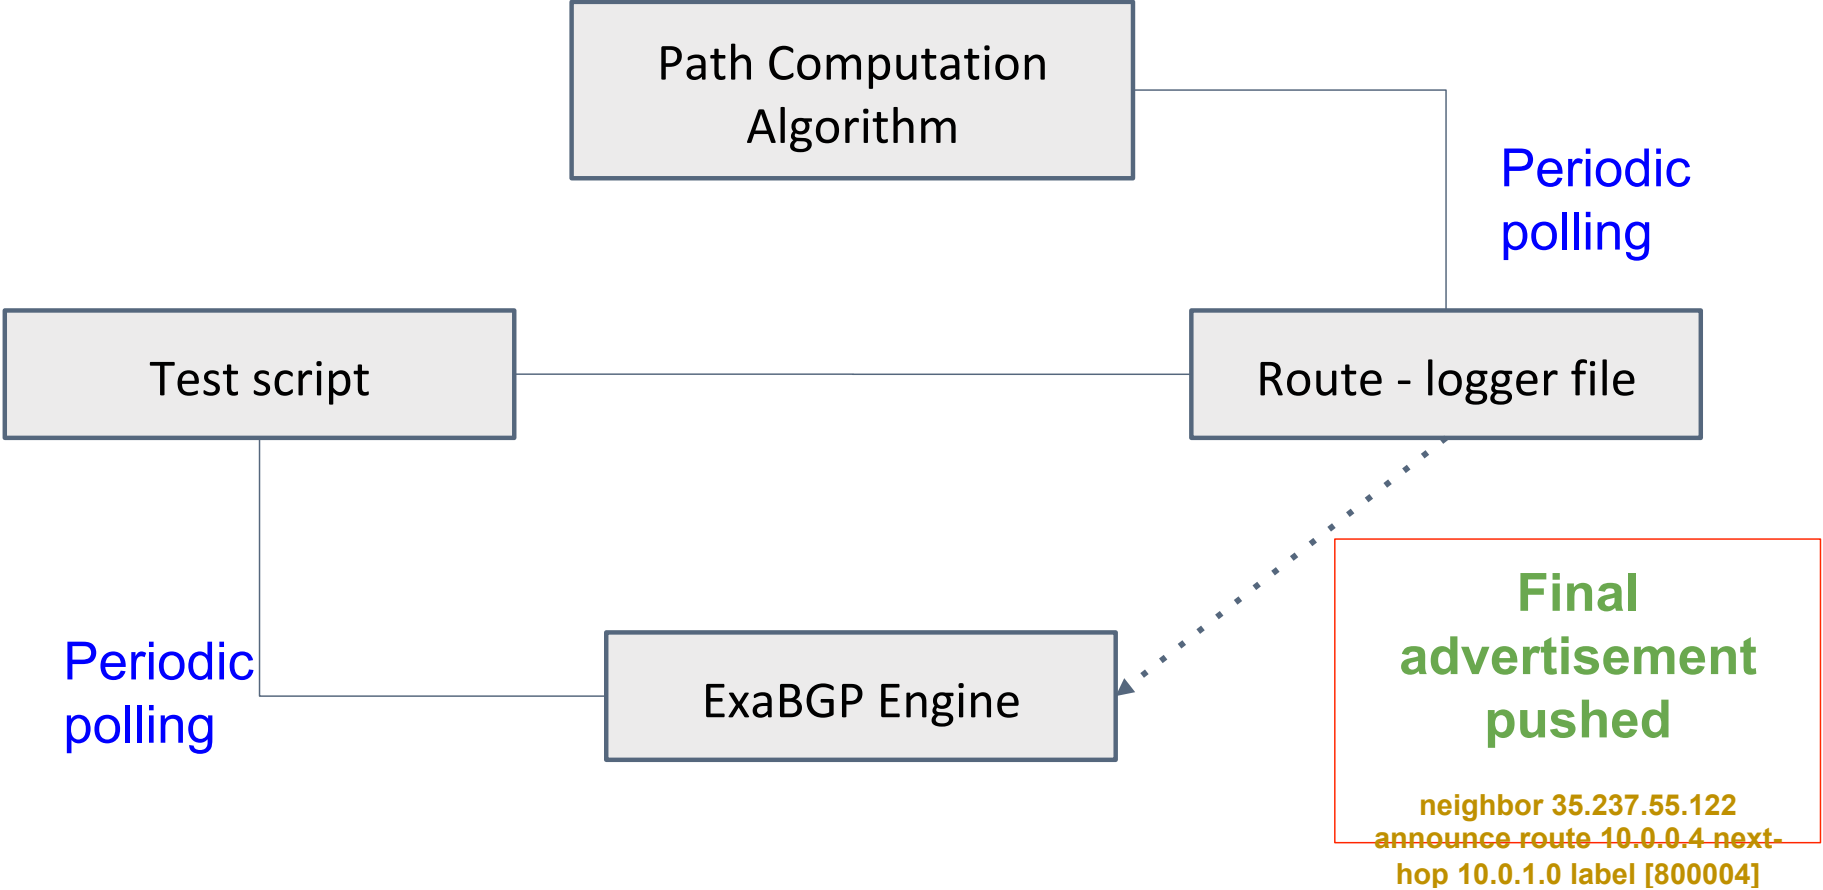 Path Computation
Algorithm
Periodic
polling
Test script
Route - logger file
Final
advertisement
pushed
Periodic
polling
ExaBGP Engine
neighbor 35.237.55.122
announce route 10.0.0.4 next-
hop 10.0.1.0 label [800004]